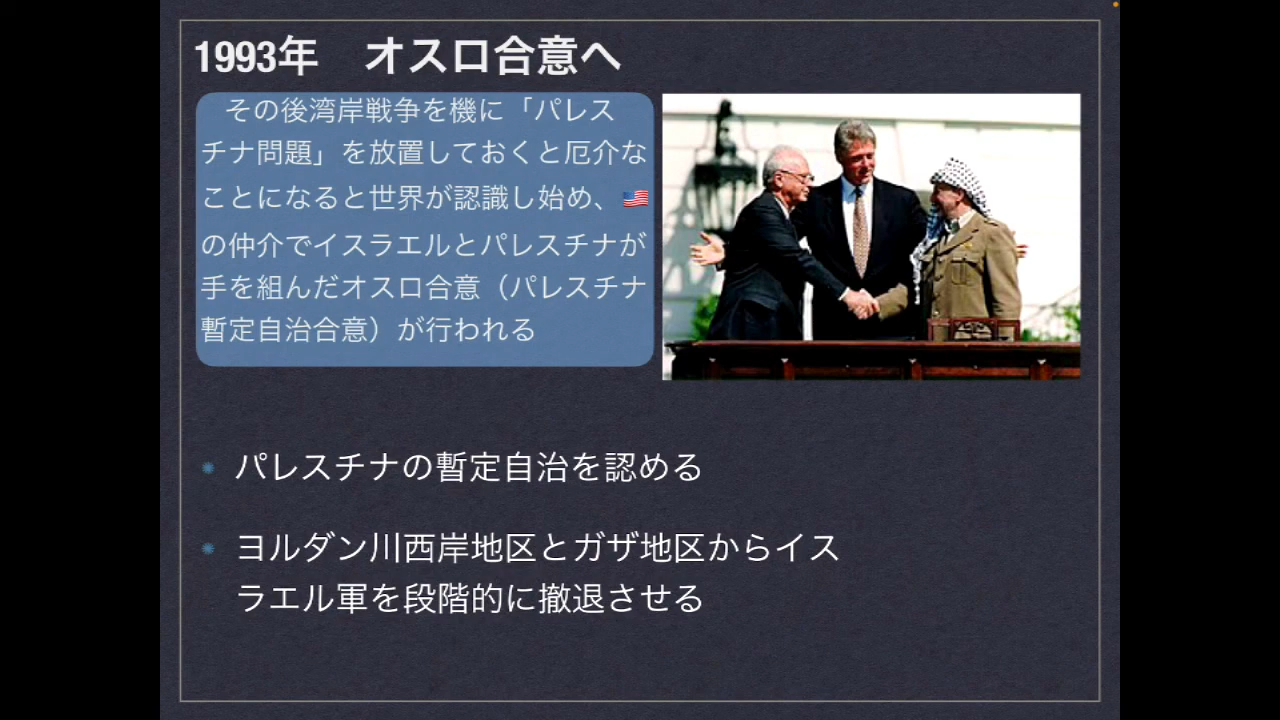 1993年　オスロ合意へ
その後湾岸戦争を機に「パレス
チナ問題」を放置しておくと厄介な
ことになると世界が認識し始め、🇺🇸
の仲介でイスラエルとパレスチナが
手を組んだオスロ合意（パレスチナ
暫定自治合意）が行われる
パレスチナの暫定自治を認める
ヨルダン川西岸地区とガザ地区からイス
ラエル軍を段階的に撤退させる